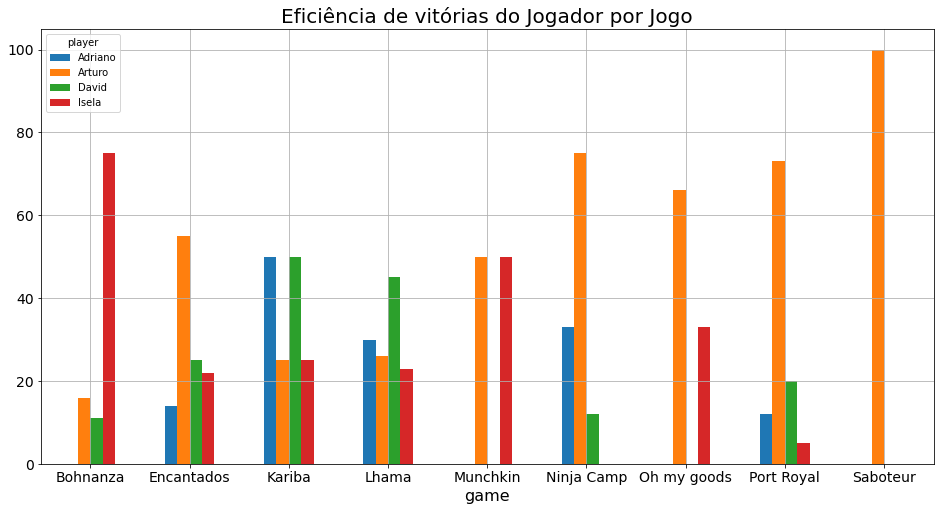 Eficiência de vitórias do Jogador por Jogo
player
Adriano
Arturo
David
Isela
100
80
60
40
20
0
Bohnanza Encantados Kariba Lhama Munchkin Ninja Camp Oh my goods Port Royal Saboteur
game